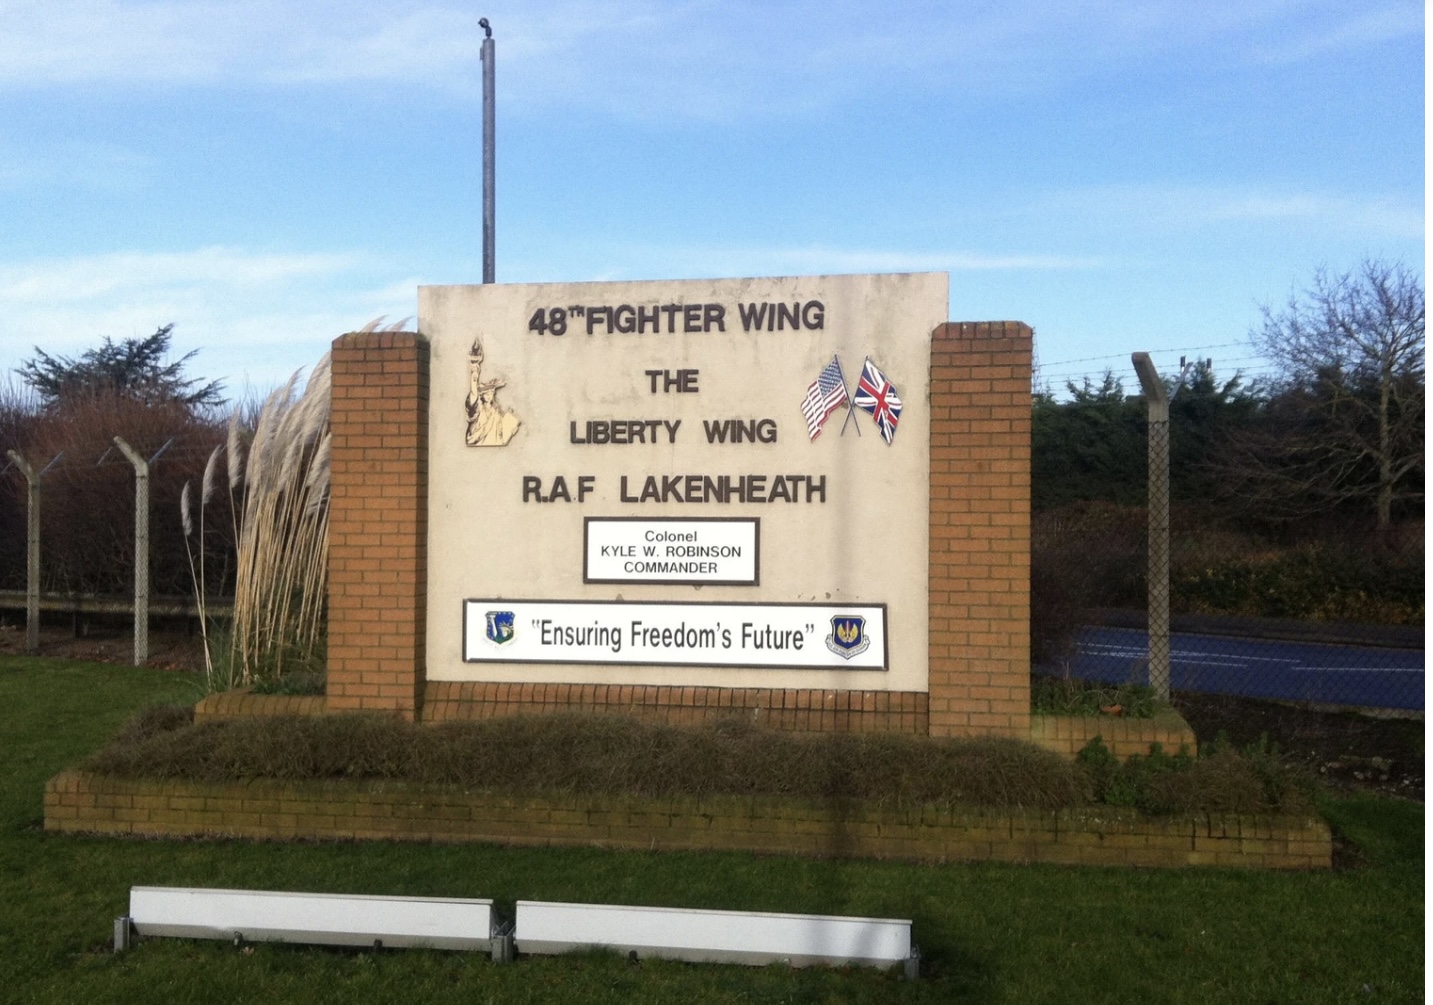 48TH FIGHTER WING
THE
LIBERTY WING
R.A.F LAKENHEATH
Colonel
KYLE W. ROBINSON
COMMANDER
"Ensuring Freedom's Future"